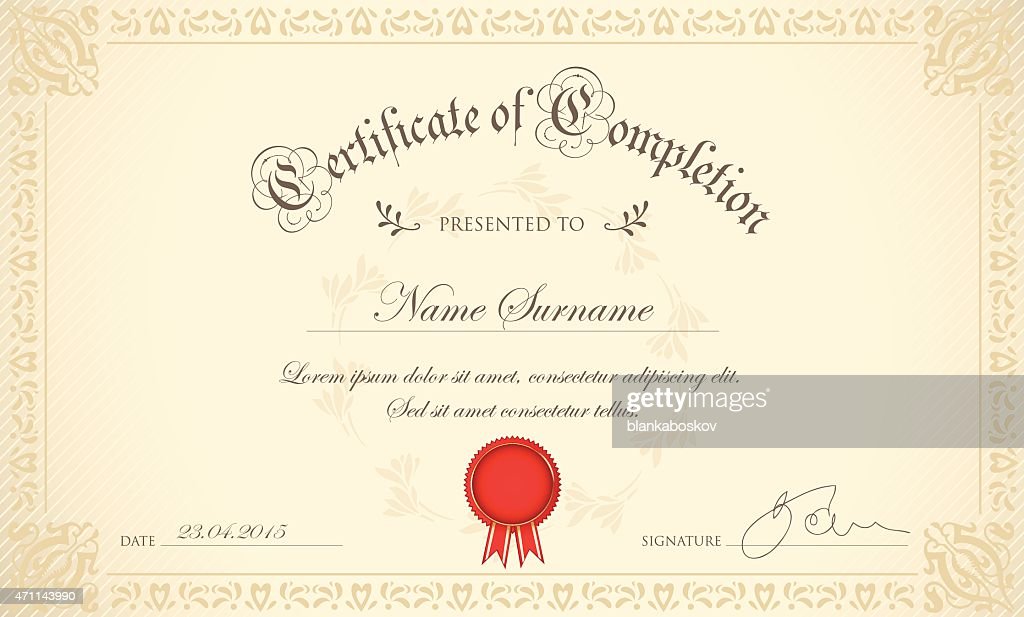 Certificate of Completion
PRESENTED TO
Name Surname
Lorem ipsum dolor sit amet, consectetur adipiscing elit.
Sed sit amet consectetur tellus.
gettyimages
blankaboskov
DATE 23.04.2015
SIGNATURE
471143990